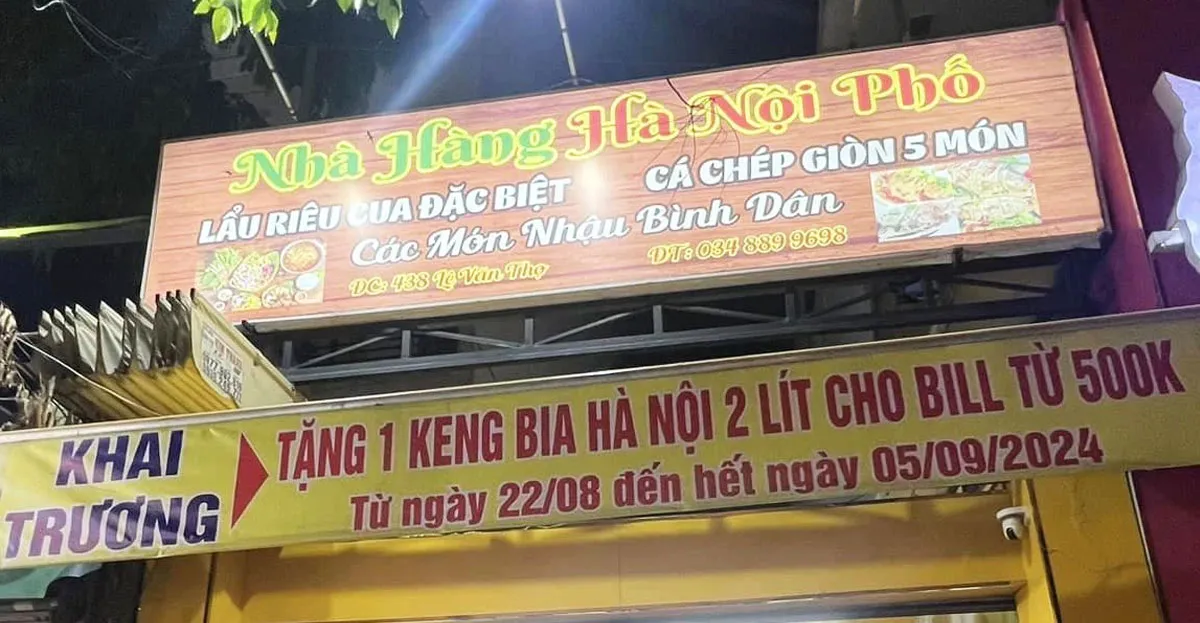 Nhà Hàng Hà Nội Phố
LẨU RIÊU CUA ĐẶC BIỆT
CÁ CHÉP GIÒN 5 MÓN
Các Món Nhậu Bình Dân
ĐC: 438 Lê Văn Thọ
ĐT: 034 889 9698
KHAI TRƯƠNG
TẶNG 1 KENG BIA HÀ NỘI 2 LÍT CHO BILL TỪ 500K
Từ ngày 22/08 đến hết ngày 05/09/2024